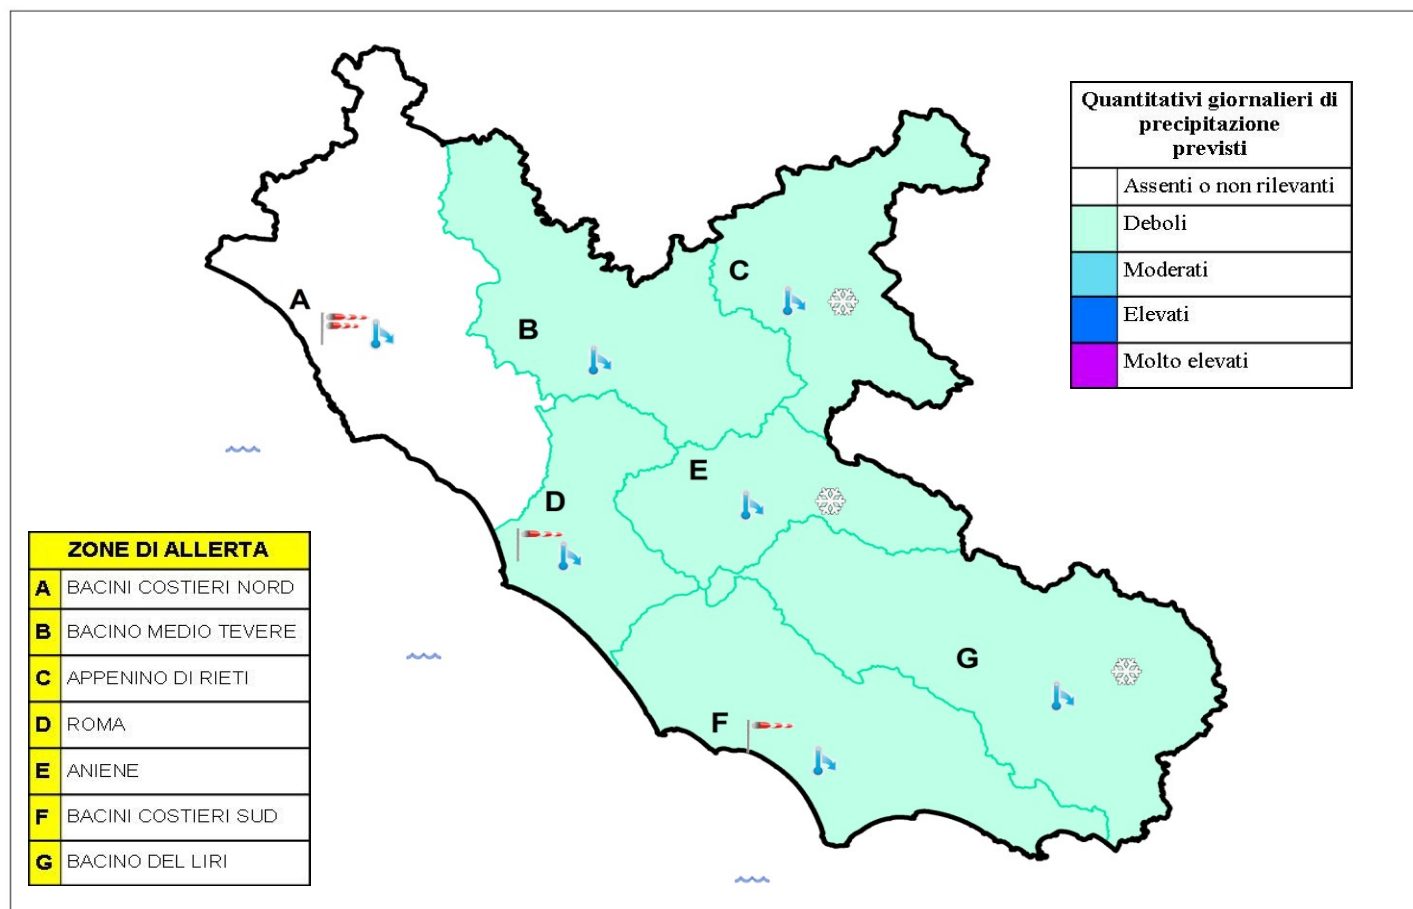 Quantitativi giornalieri di
precipitazione
previsti
Assenti o non rilevanti
Deboli
Moderati
Elevati
Molto elevati
C
A
B
E
D
G
F
ZONE DI ALLERTA
A BACINI COSTIERI NORD
B BACINO MEDIO TEVERE
C APPENINO DI RIETI
D ROMA
E ANIENE
F BACINI COSTIERI SUD
G BACINO DEL LIRI